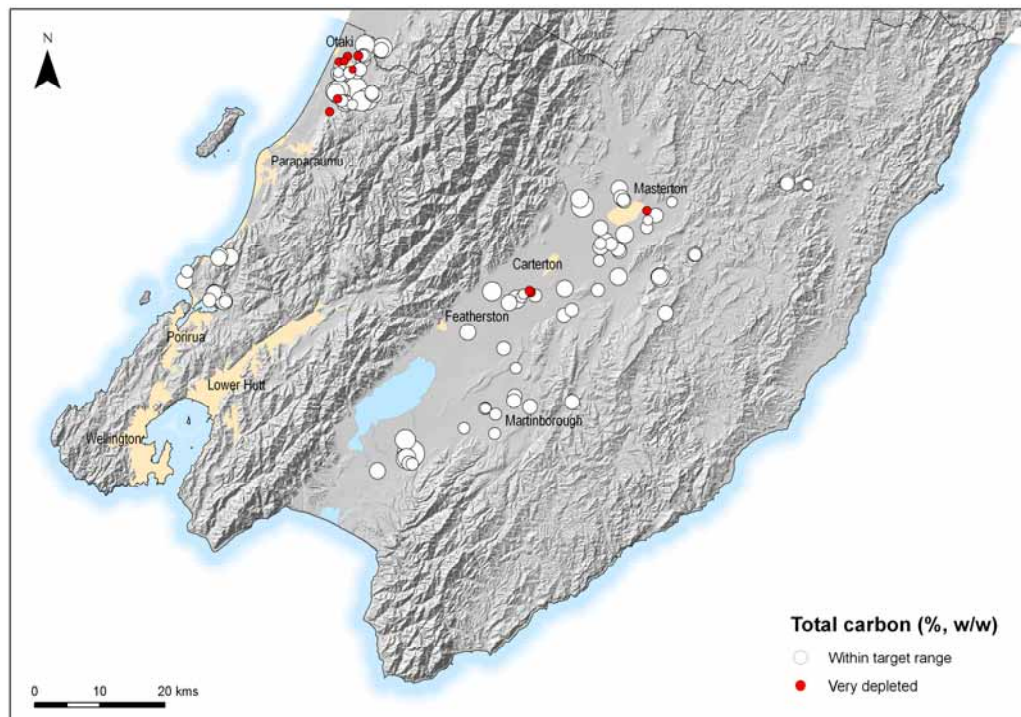 N
Otaki
Paraparaumu
Masterton
Carterton
Featherston
Porirua
Lower Hutt
Martinborough
Wellington
Total carbon (%, w/w)
Within target range
Very depleted
0 10 20 kms